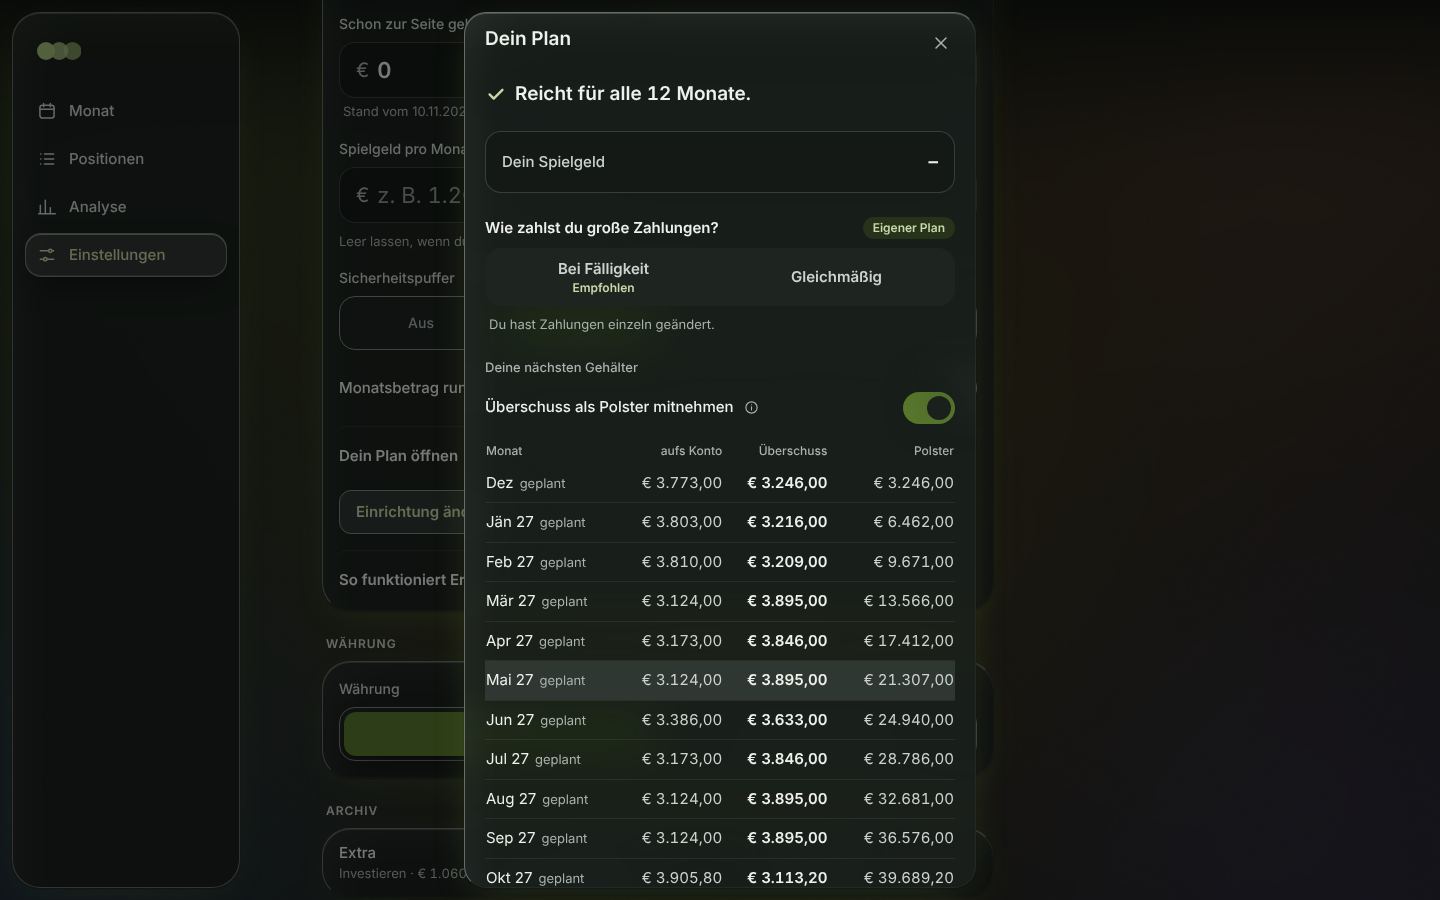 Monat
Positionen
Analyse
Einstellungen
Schon zur Seite
€ 0
Stand vom 10.11.
Spielgeld pro
€ z. B.
Leer lassen, wenn
Sicherheitspuffer
Aus
Monatsbetrag
Dein Plan öffnen
Einrichtung
So funktioniert
WÄHRUNG
Währung
ARCHIV
Extra
Investieren · € 1.060
Dein Plan
Reicht für alle 12 Monate.
Dein Spielgeld –
Wie zahlst du große Zahlungen? Eigener Plan
Bei Fälligkeit Gleichmäßig
Empfohlen
Du hast Zahlungen einzeln geändert.
Deine nächsten Gehälter
Überschuss als Polster mitnehmen
Monat aufs Konto Überschuss Polster
Dez geplant € 3.773,00 € 3.246,00 € 3.246,00
Jän 27 geplant € 3.803,00 € 3.216,00 € 6.462,00
Feb 27 geplant € 3.810,00 € 3.209,00 € 9.671,00
Mär 27 geplant € 3.124,00 € 3.895,00 € 13.566,00
Apr 27 geplant € 3.173,00 € 3.846,00 € 17.412,00
Mai 27 geplant € 3.124,00 € 3.895,00 € 21.307,00
Jun 27 geplant € 3.386,00 € 3.633,00 € 24.940,00
Jul 27 geplant € 3.173,00 € 3.846,00 € 28.786,00
Aug 27 geplant € 3.124,00 € 3.895,00 € 32.681,00
Sep 27 geplant € 3.124,00 € 3.895,00 € 36.576,00
Okt 27 geplant € 3.905,80 € 3.113,20 € 39.689,20